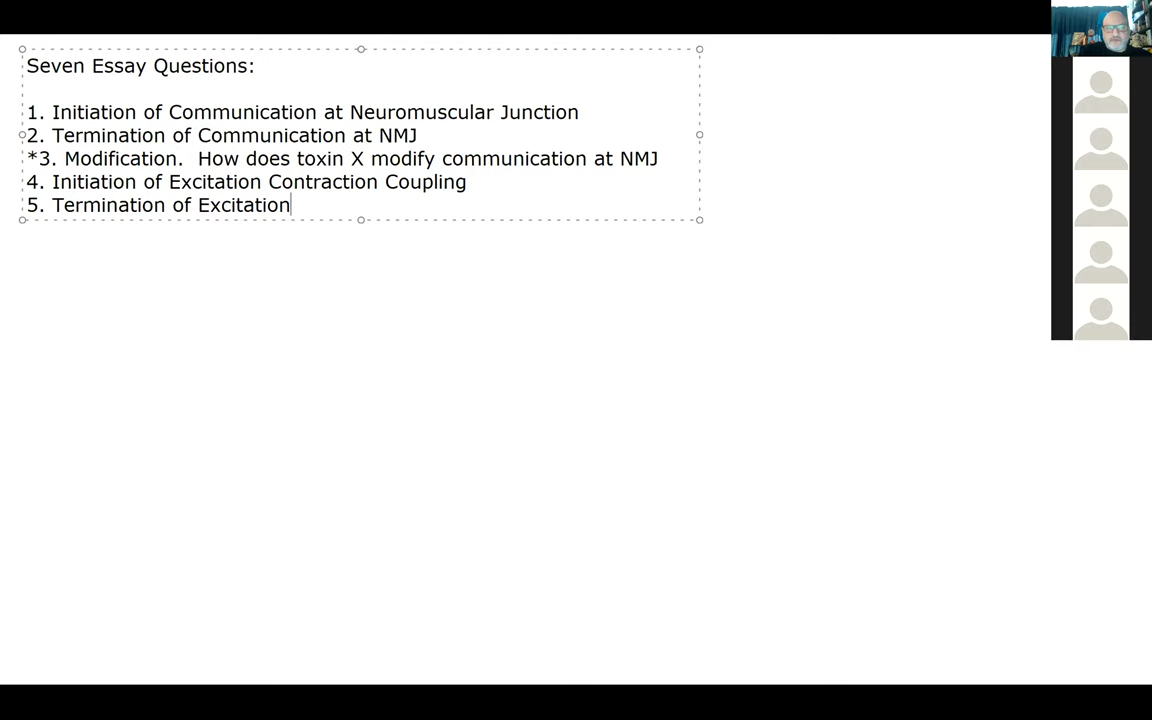 Seven Essay Questions:
1. Initiation of Communication at Neuromuscular Junction
2. Termination of Communication at NMJ
*3. Modification.  How does toxin X modify communication at NMJ
4. Initiation of Excitation Contraction Coupling
5. Termination of Excitation